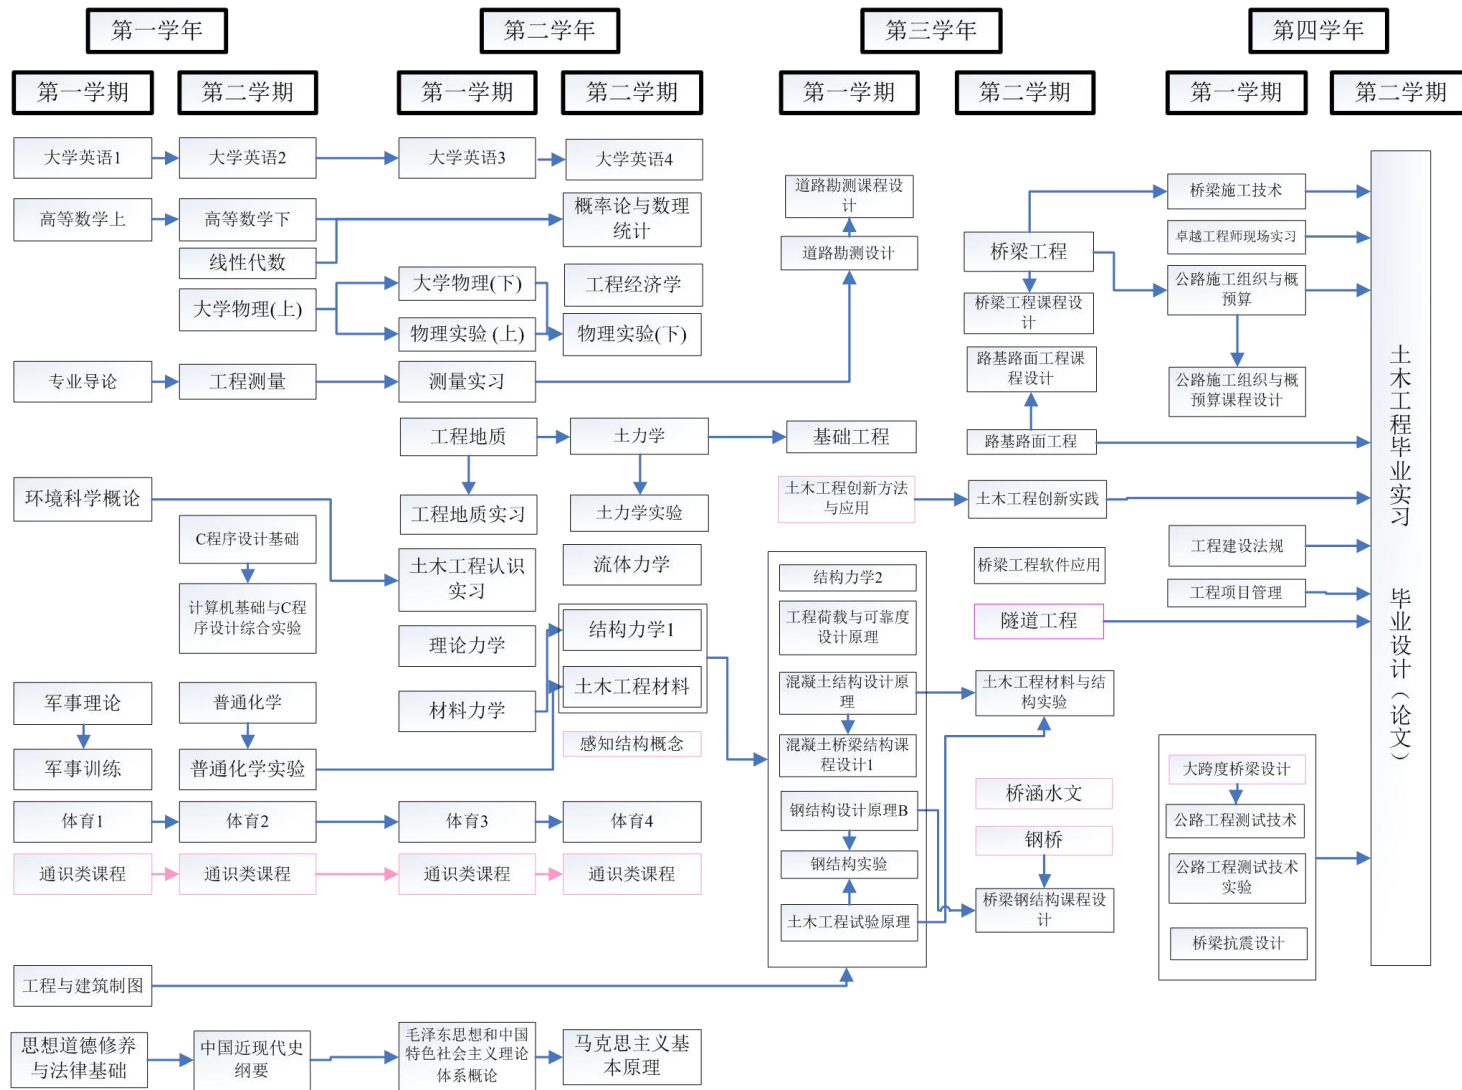 第一学年
第二学年
第三学年
第四学年
第一学期
第二学期
第一学期
第二学期
第一学期
第二学期
第一学期
第二学期
大学英语1
大学英语2
大学英语3
大学英语4
高等数学上
高等数学下
概率论与数理
统计
线性代数
大学物理(上)
大学物理(下)
工程经济学
物理实验 (上)
物理实验(下)
专业导论
工程测量
测量实习
道路勘测课程设
计
道路勘测设计
桥梁工程
桥梁工程课程设
计
路基路面工程课
程设计
路基路面工程
桥梁施工技术
卓越工程师现场实习
公路施工组织与概
预算
公路施工组织与概
预算课程设计
工程地质
土力学
基础工程
环境科学概论
工程地质实习
土力学实验
土木工程创新方法
与应用
土木工程创新实践
C程序设计基础
计算机基础与C程
序设计综合实验
土木工程认识
实习
流体力学
理论力学
材料力学
结构力学1
土木工程材料
感知结构概念
结构力学2
工程荷载与可靠度
设计原理
混凝土结构设计原
理
混凝土桥梁结构课
程设计1
钢结构设计原理B
钢结构实验
土木工程试验原理
桥梁工程软件应用
隧道工程
土木工程材料与结
构实验
桥涵水文
钢桥
桥梁钢结构课程设
计
工程建设法规
工程项目管理
大跨度桥梁设计
公路工程测试技术
公路工程测试技术
实验
桥梁抗震设计
土木工程毕业实习 毕业设计（论文）
军事理论
普通化学
军事训练
普通化学实验
体育1
体育2
体育3
体育4
通识类课程
通识类课程
通识类课程
通识类课程
工程与建筑制图
思想道德修养
与法律基础
中国近现代史
纲要
毛泽东思想和中国
特色社会主义理论
体系概论
马克思主义基
本原理